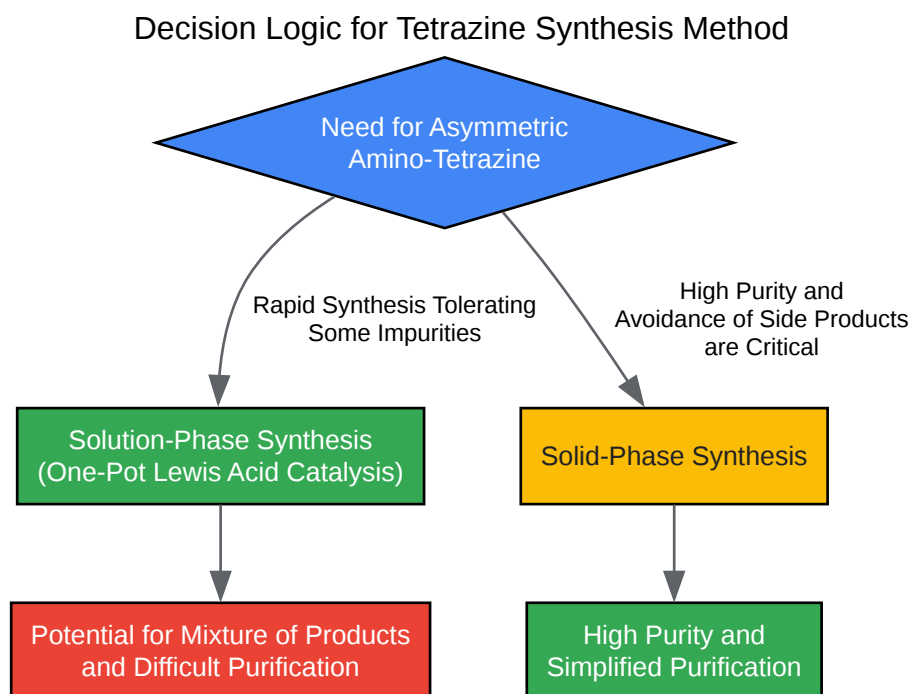 Decision Logic for Tetrazine Synthesis Method
Need for Asymmetric
Amino-Tetrazine
Rapid Synthesis Tolerating
Some Impurities
High Purity and
Avoidance of Side Products
are Critical
Solution-Phase Synthesis
(One-Pot Lewis Acid Catalysis)
Solid-Phase Synthesis
Potential for Mixture of Products
and Difficult Purification
High Purity and
Simplified Purification